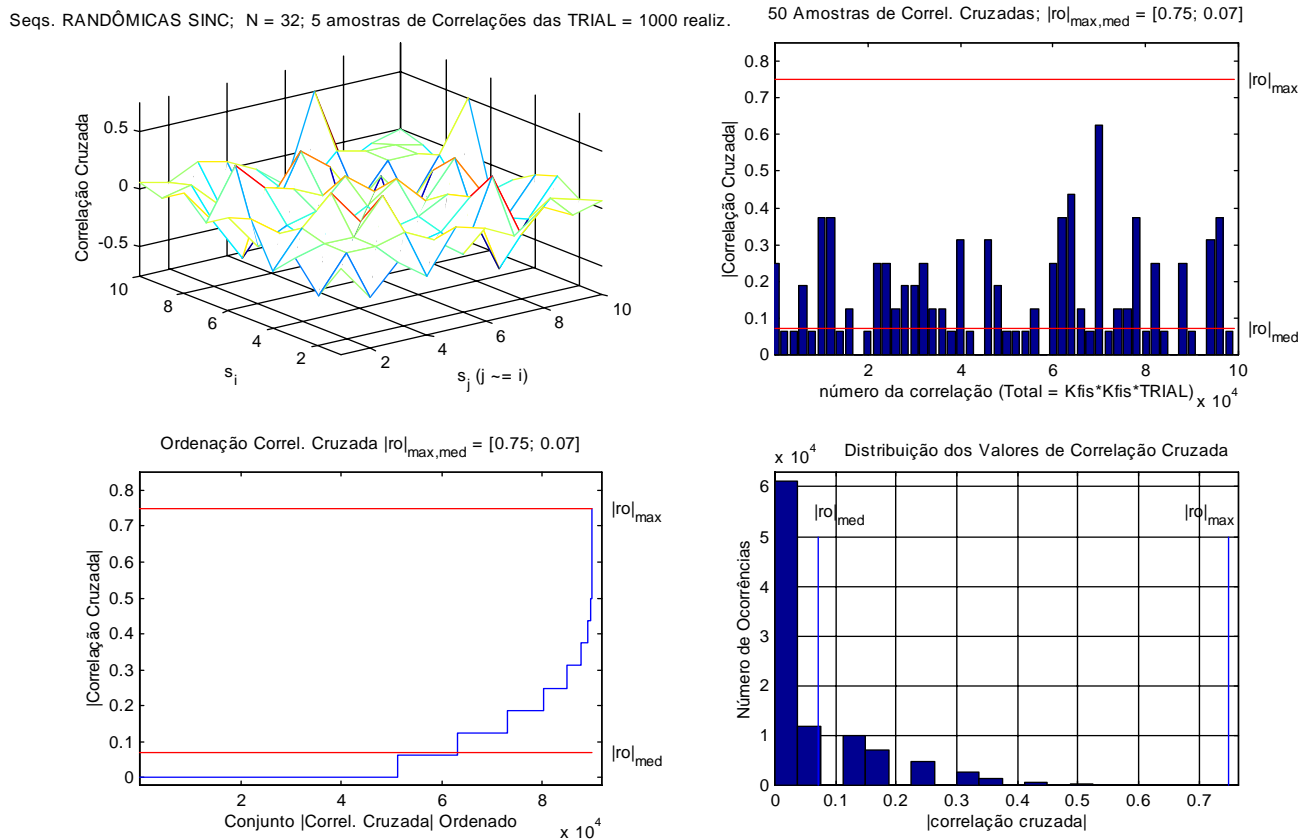 Seqs. RANDÔMICAS SINC; N = 32; 5 amostras de Correlações das TRIAL = 1000 realiz.
Correlação Cruzada
0.5
0
-0.5
10
8
6
4
2
s_i
2
4
6
8
10
s_j (j ~= i)
50 Amostras de Correl. Cruzadas; |ro|max,med = [0.75; 0.07]
|Correlação Cruzada|
0.8
0.7
0.6
0.5
0.4
0.3
0.2
0.1
0
|ro|max
|ro|med
2 4 6 8 10
número da correlação (Total = Kfis*Kfis*TRIAL)
x 10^4
Ordenação Correl. Cruzada |ro|max,med = [0.75; 0.07]
|Correlação Cruzada|
0.8
0.7
0.6
0.5
0.4
0.3
0.2
0.1
0
|ro|max
|ro|med
2 4 6 8
Conjunto |Correl. Cruzada| Ordenado
x 10^4
x 10^4
Distribuição dos Valores de Correlação Cruzada
Número de Ocorrências
6
5
4
3
2
1
0
|ro|med
|ro|max
0 0.1 0.2 0.3 0.4 0.5 0.6 0.7
|correlação cruzada|